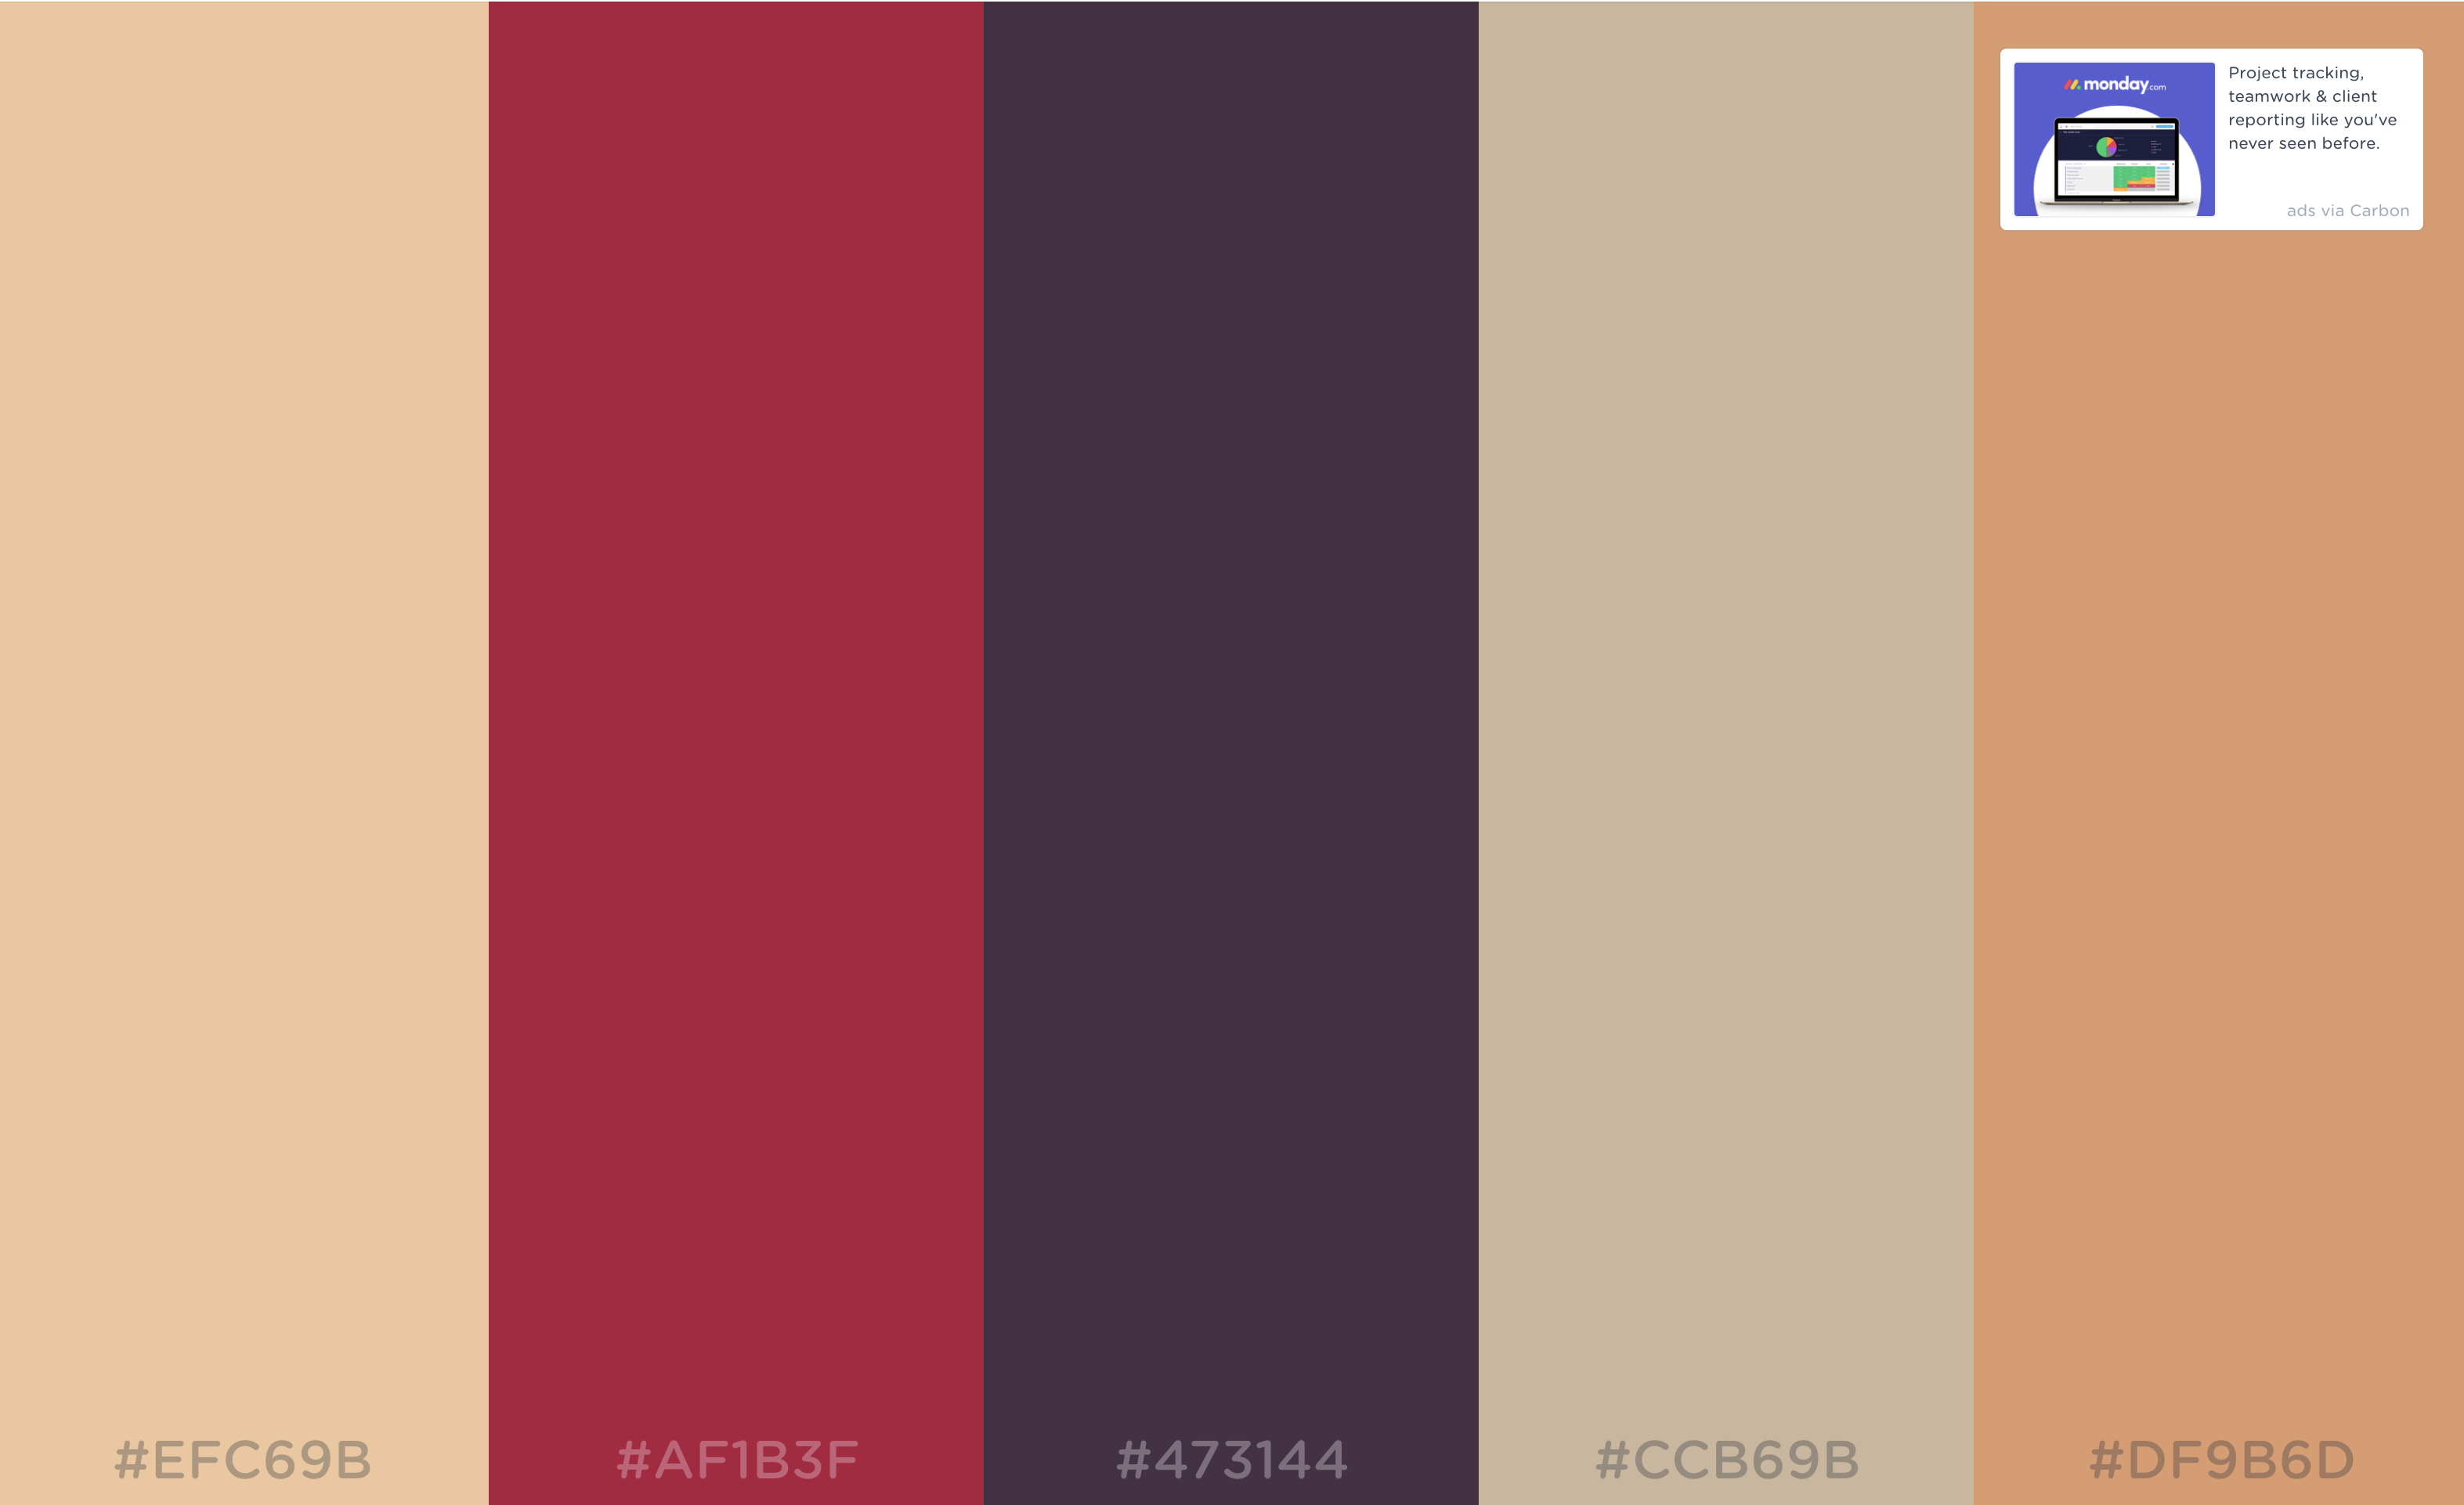 monday.com
Project tracking,
teamwork & client
reporting like you've
never seen before.
ads via Carbon
#EFC69B
#AF1B3F
#473144
#CCB69B
#DF9B6D